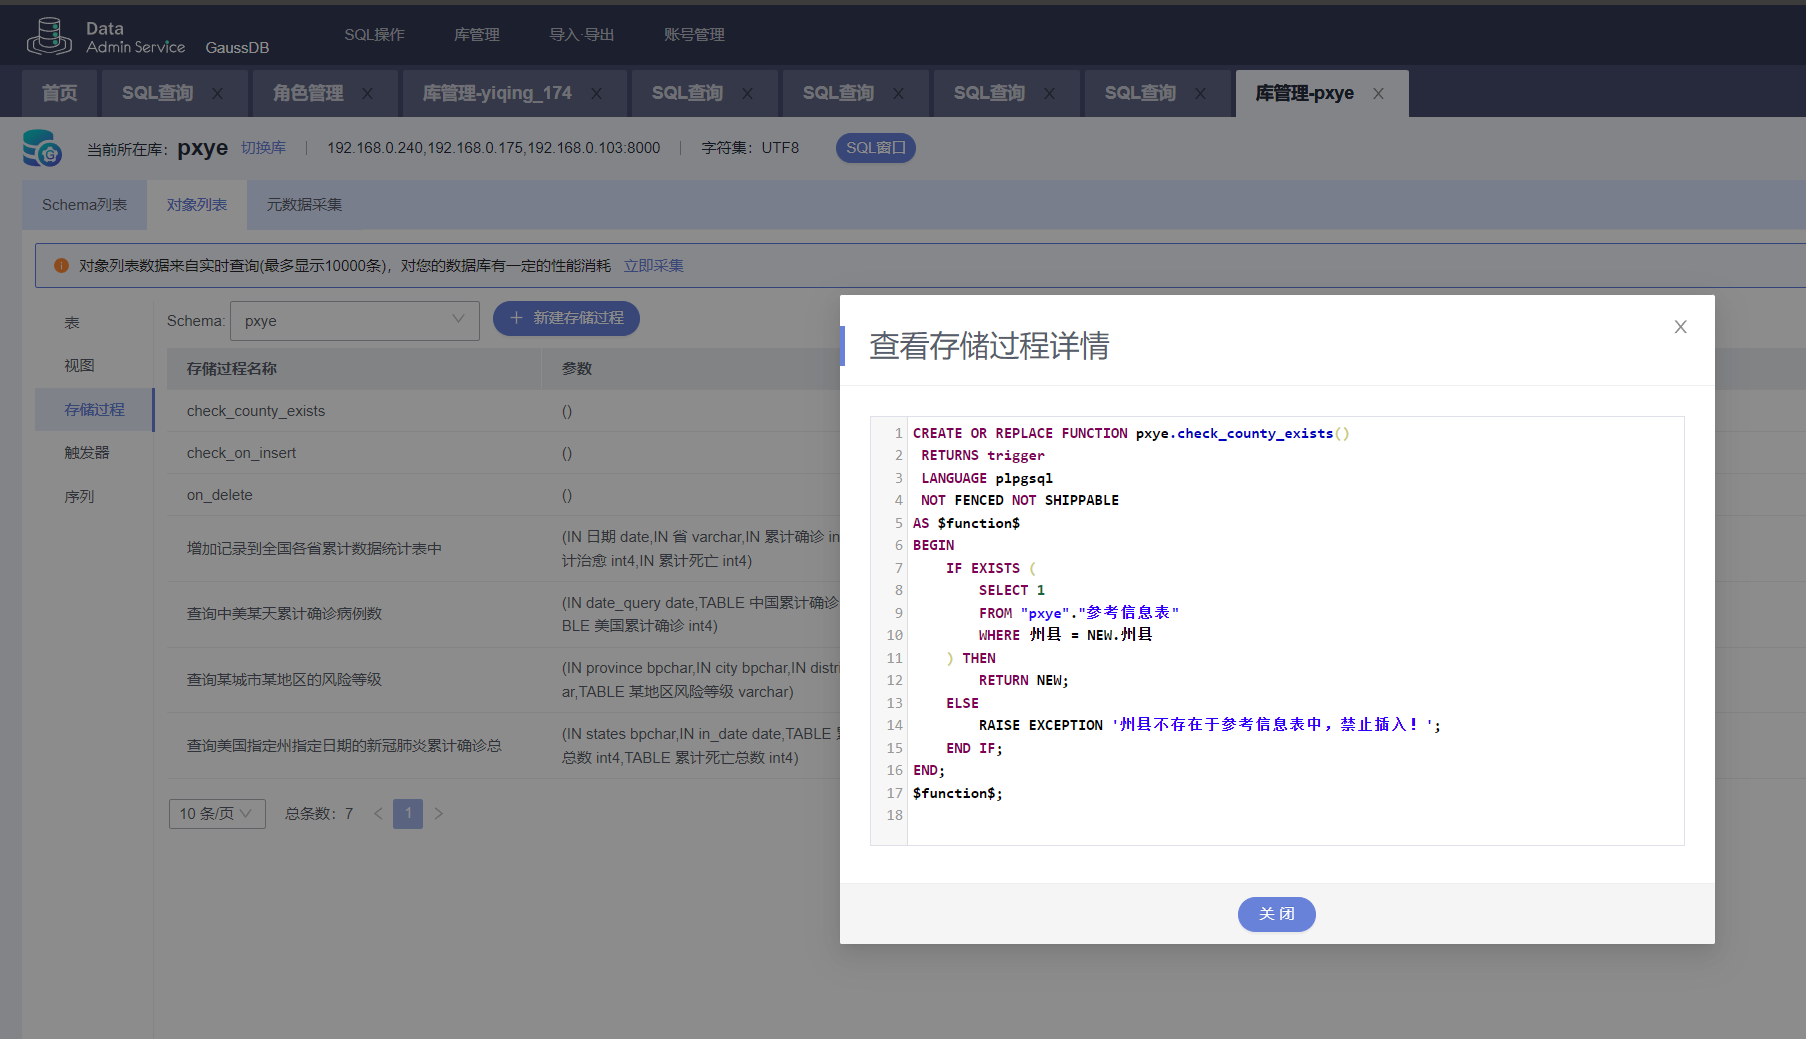 Data
Admin Service GaussDB SQL操作 库管理 导入·导出 账号管理
首页 SQL查询 角色管理 库管理-yiqing_174 SQL查询 SQL查询 SQL查询 SQL查询 库管理-pxye
当前所在库: pxye 切换库 192.168.0.240,192.168.0.175,192.168.0.103:8000 字符集: UTF8 SQL窗口
Schema列表 对象列表 元数据采集
对象列表数据来自实时查询(最多显示10000条)，对您的数据库有一定的性能消耗 立即采集
表
视图
存储过程
触发器
序列
Schema: pxye 新建存储过程
存储过程名称 参数
check_county_exists ()
check_on_insert ()
on_delete ()
增加记录到全国各省累计数据统计表中
(IN 日期 date,IN 省 varchar,IN 累计确诊 in
计治愈 int4,IN 累计死亡 int4)
查询中美某天累计确诊病例数
(IN date_query date,TABLE 中国累计确诊
BLE 美国累计确诊 int4)
查询某城市某地区的风险等级
(IN province bpchar,IN city bpchar,IN distri
ar,TABLE 某地区风险等级 varchar)
查询美国指定州指定日期的新冠肺炎累计确诊总
(IN states bpchar,IN in_date date,TABLE
总数 int4,TABLE 累计死亡总数 int4)
10 条/页 总条数: 7 1
查看存储过程详情
1 CREATE OR REPLACE FUNCTION pxye.check_county_exists()
2 RETURNS trigger
3 LANGUAGE plpgsql
4 NOT FENCED NOT SHIPPABLE
5 AS $function$
6 BEGIN
7 IF EXISTS (
8 SELECT 1
9 FROM "pxye"."参考信息表"
10 WHERE 州县 = NEW.州县
11 ) THEN
12 RETURN NEW;
13 ELSE
14 RAISE EXCEPTION '州县不存在于参考信息表中，禁止插入！';
15 END IF;
16 END;
17 $function$;
18
关 闭